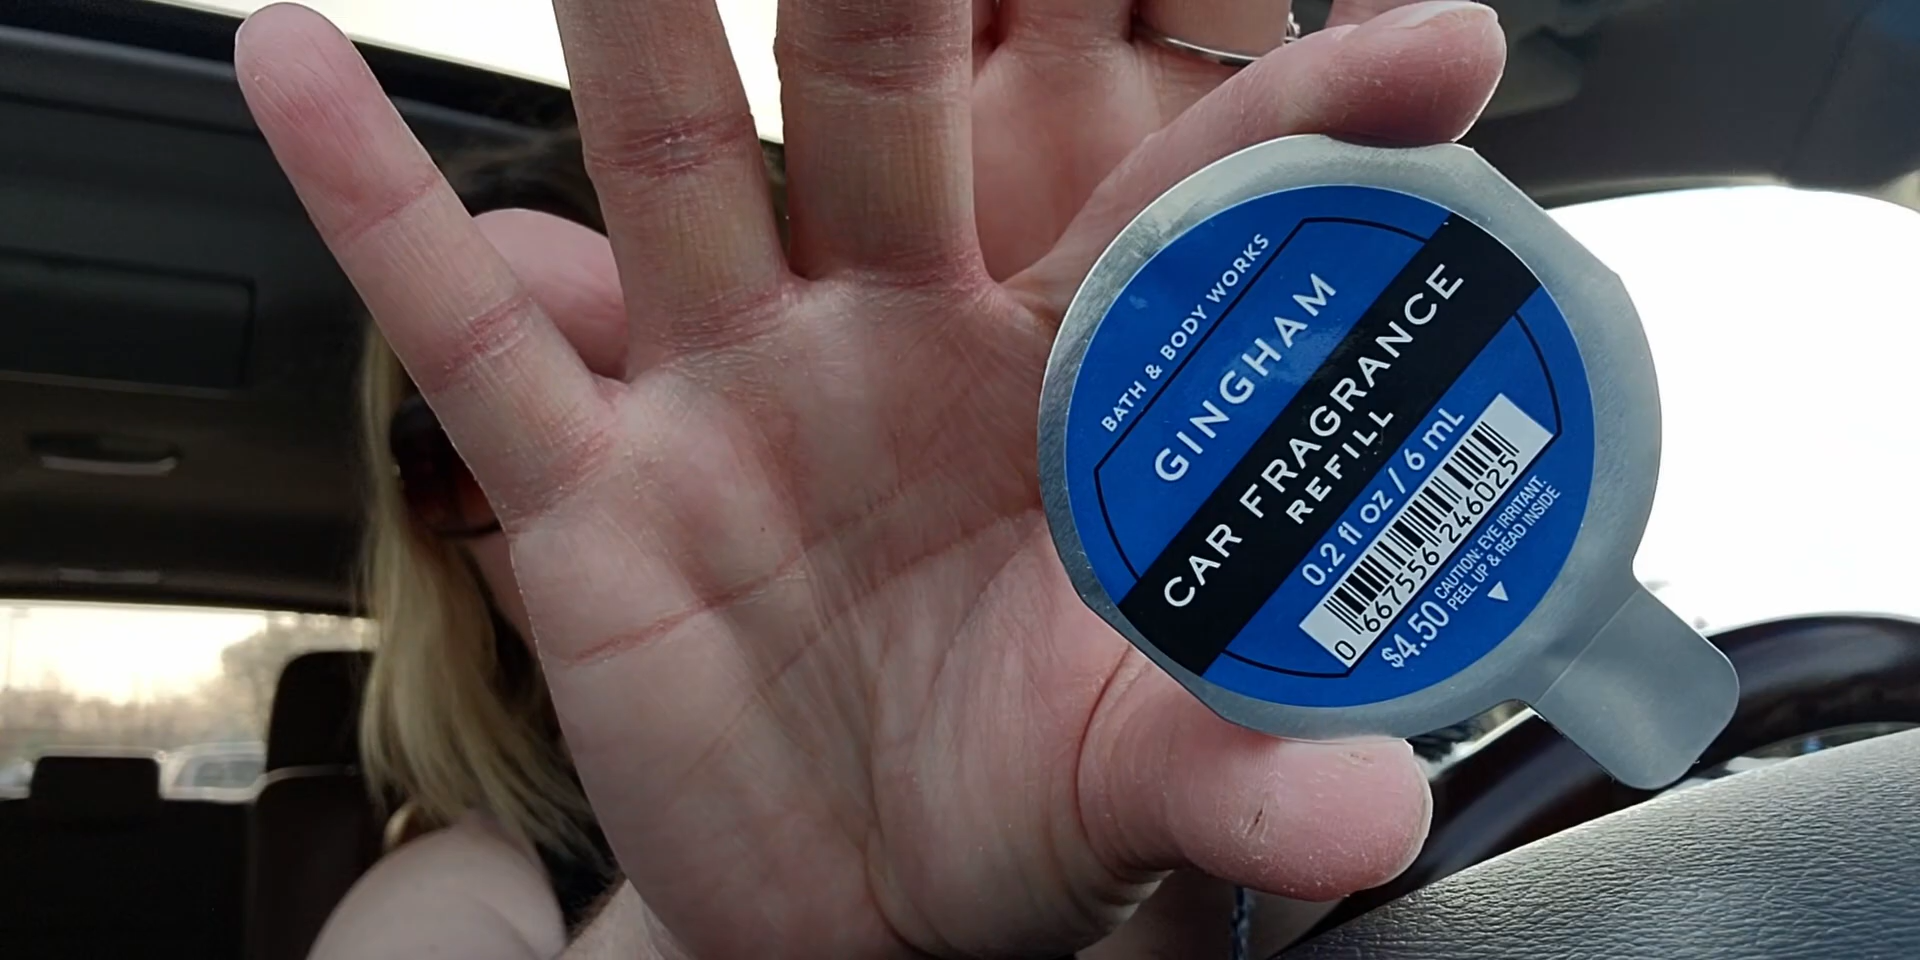 BATH & BODY WORKS
GINGHAM
CAR FRAGRANCE
REFILL
0.2 fl oz / 6 mL
0 667556 246025
$4.50
CAUTION: EYE IRRITANT.
PEEL UP & READ INSIDE